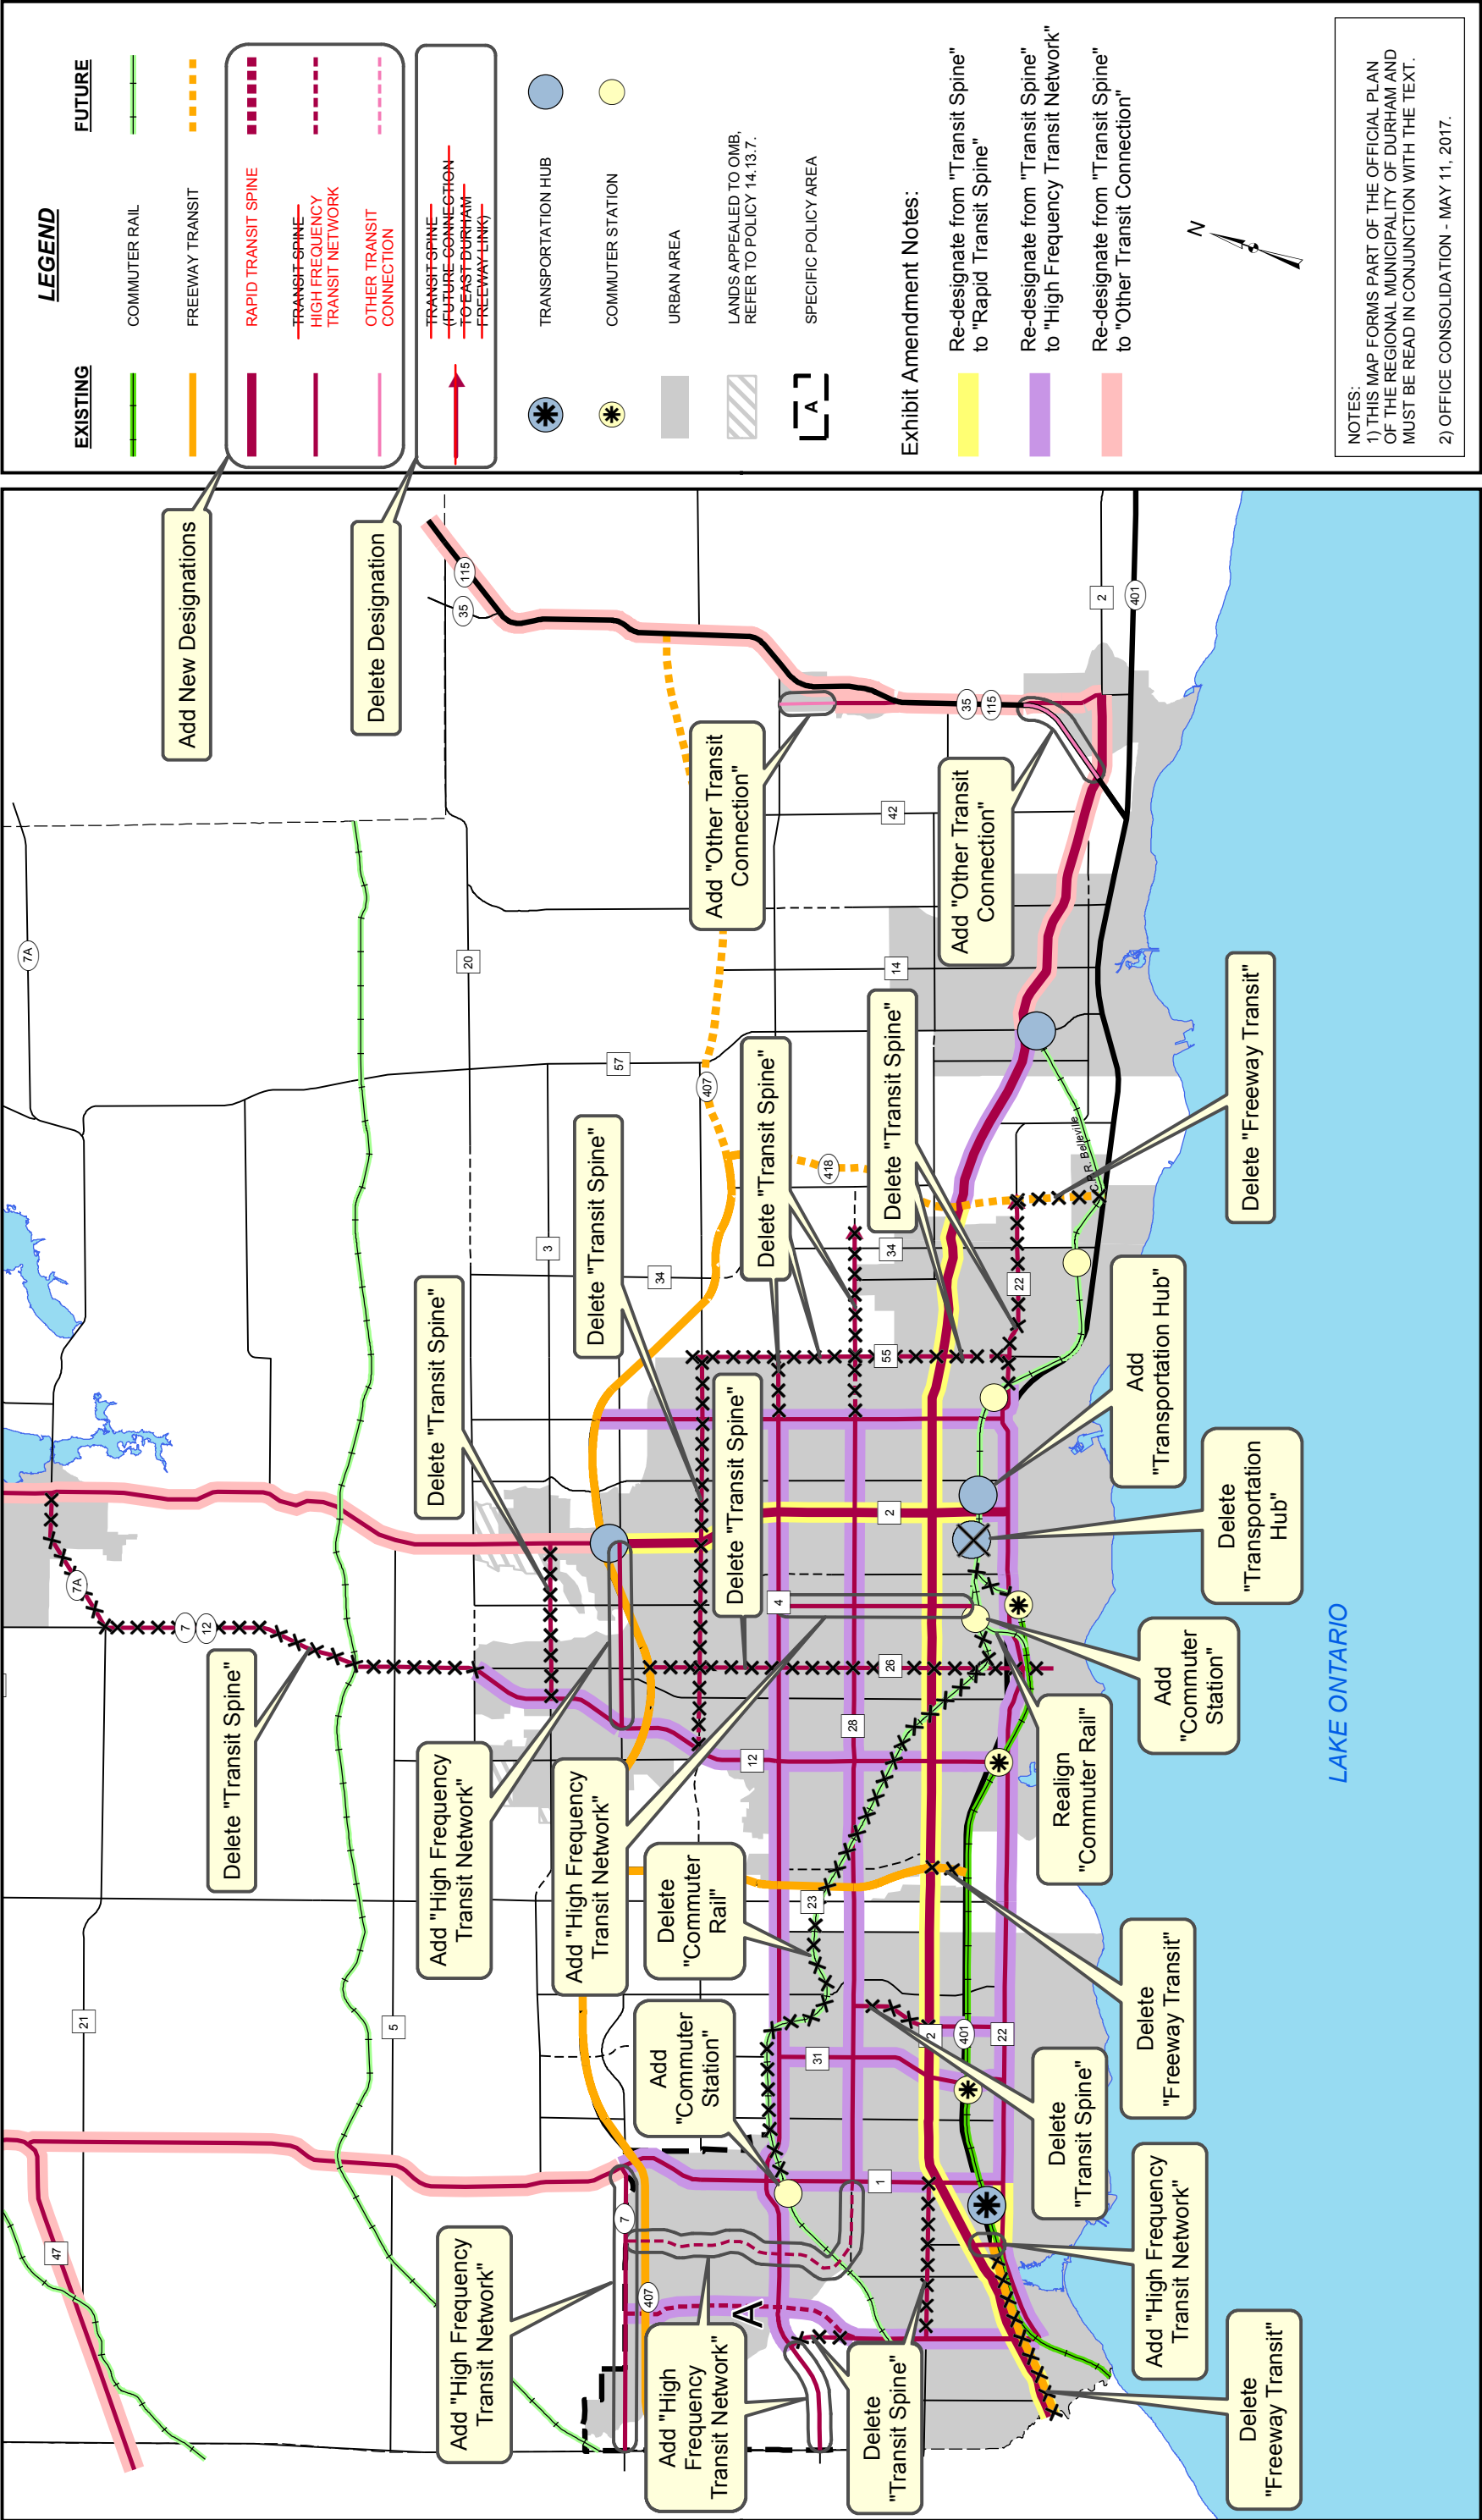 LEGEND
EXISTING
FUTURE
COMMUTER RAIL
FREEWAY TRANSIT
RAPID TRANSIT SPINE
TRANSIT SPINE
HIGH FREQUENCY
TRANSIT NETWORK
OTHER TRANSIT
CONNECTION
TRANSIT SPINE
(FUTURE CONNECTION
TO EAST DURHAM
FREEWAY LINK)
TRANSPORTATION HUB
COMMUTER STATION
URBAN AREA
LANDS APPEALED TO OMB,
REFER TO POLICY 14.13.7.
A
SPECIFIC POLICY AREA
Exhibit Amendment Notes:
Re-designate from "Transit Spine"
to "Rapid Transit Spine"
Re-designate from "Transit Spine"
to "High Frequency Transit Network"
Re-designate from "Transit Spine"
to "Other Transit Connection"
N
NOTES:
1) THIS MAP FORMS PART OF THE OFFICIAL PLAN
OF THE REGIONAL MUNICIPALITY OF DURHAM AND
MUST BE READ IN CONJUNCTION WITH THE TEXT.
2) OFFICE CONSOLIDATION - MAY 11, 2017.
Add New Designations
Delete Designation
47
21
7A
7A
7
12
5
20
115
35
Delete "Transit Spine"
Delete "Transit Spine"
3
57
Add "High Frequency
Transit Network"
Add "High Frequency
Transit Network"
Add "High Frequency
Transit Network"
Delete "Transit Spine"
34
7
407
407
Add
"Commuter
Station"
Delete
"Commuter
Rail"
Delete "Transit Spine"
Delete "Transit Spine"
Add "Other Transit
Connection"
Add "High
Frequency
Transit Network"
A
12
4
418
31
23
28
Delete "Transit Spine"
1
26
2
55
34
14
42
Delete
"Transit Spine"
Add "Other Transit
Connection"
35
115
2
401
22
22
C.P.R. Belleville
2
401
Delete
"Transit Spine"
Realign
"Commuter Rail"
Add
"Transportation Hub"
Add "High Frequency
Transit Network"
Delete
"Freeway Transit"
Add
"Commuter
Station"
Delete
"Transportation
Hub"
Delete "Freeway Transit"
Delete
"Freeway Transit"
LAKE ONTARIO